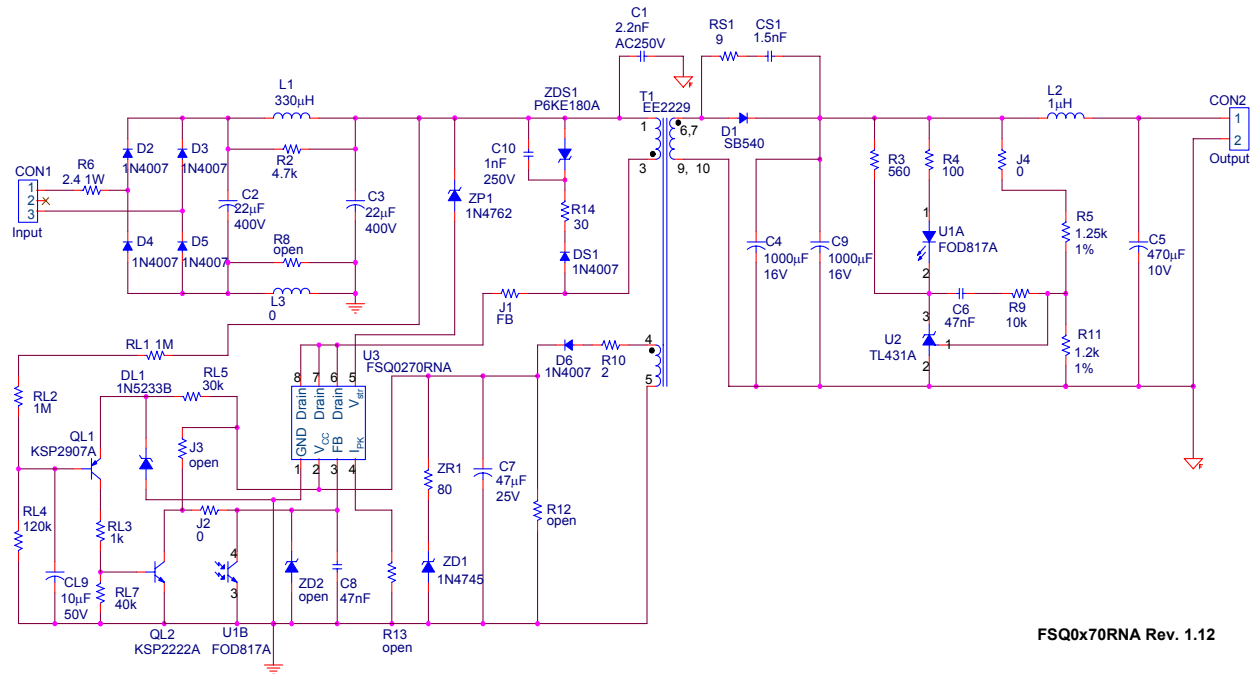 C1
2.2nF
AC250V
RS1
9
CS1
1.5nF
L1
330μH
ZDS1
P6KE180A
T1
EE2229
L2
1μH
CON2
1
2
Output
1
3
6,7
9, 10
D1
SB540
D2
1N4007
D3
1N4007
R2
4.7k
C10
1nF
250V
R3
560
R4
100
J4
0
CON1
1
2
3
Input
R6
2.4 1W
C2
22μF
400V
C3
22μF
400V
ZP1
1N4762
R14
30
R5
1.25k
1%
1
U1A
FOD817A
2
D4
1N4007
D5
1N4007
R8
open
DS1
1N4007
C4
1000μF
16V
C9
1000μF
16V
C5
470μF
10V
L3
0
J1
FB
C6
47nF
R9
10k
3
U2
TL431A
1
2
R11
1.2k
1%
RL1 1M
U3
FSQ0270RNA
D6
1N4007
R10
2
4
5
DL1
1N5233B
RL5
30k
8
7
6
5
Drain
Drain
Drain
Vstr
GND
VCC
FB
IPK
1
2
3
4
RL2
1M
QL1
KSP2907A
J3
open
ZR1
80
C7
47μF
25V
R12
open
RL4
120k
RL3
1k
J2
0
4
3
CL9
10μF
50V
RL7
40k
ZD2
open
C8
47nF
ZD1
1N4745
QL2
KSP2222A
U1B
FOD817A
R13
open
FSQ0x70RNA Rev. 1.12